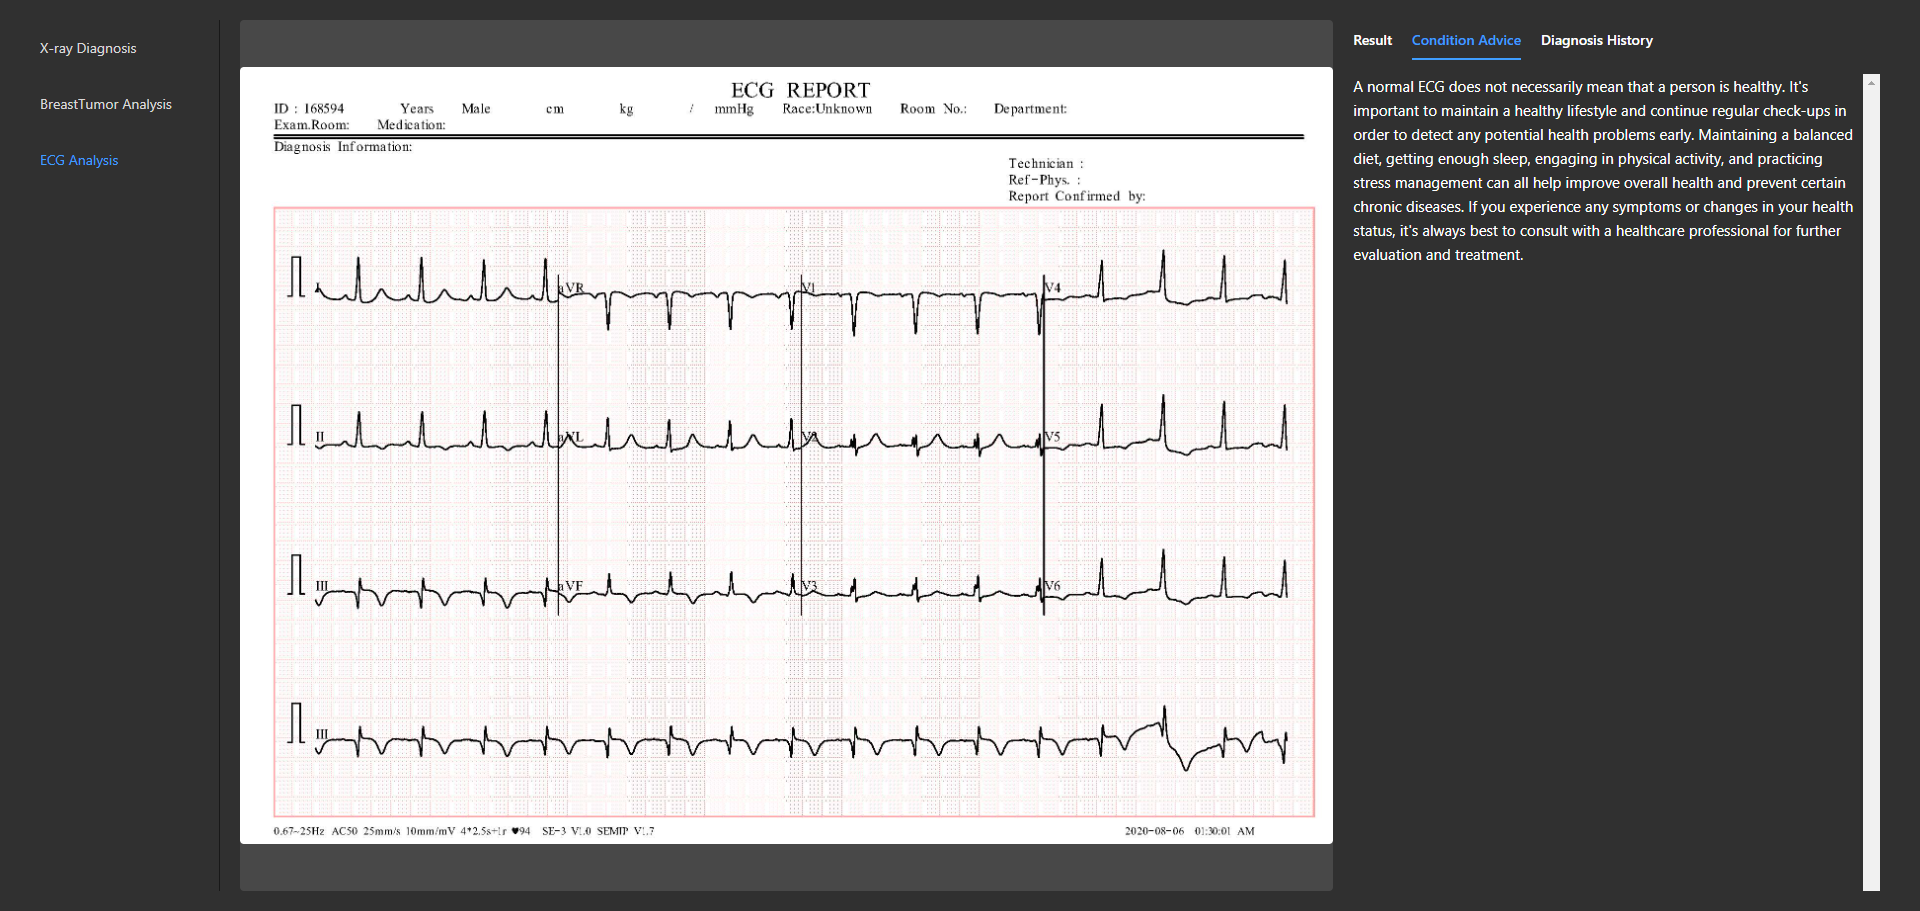 X-ray Diagnosis
BreastTumor Analysis
ECG Analysis
ECG REPORT
ID : 168594 Years Male cm kg / mmHg Race:Unknown Room No.: Department:
Exam.Room: Medication:
Diagnosis Information:
Technician :
Ref-Phys. :
Report Confirmed by:
I aVR V1 V4
II aVL V2 V5
III aVF V3 V6
III
0.67~25Hz AC50 25mm/s 10mm/mV 4*2.5s+1r ♥94 SE-3 V1.0 SEMIP V1.7
2020-08-06 01:30:01 AM
Result Condition Advice Diagnosis History
A normal ECG does not necessarily mean that a person is healthy. It's
important to maintain a healthy lifestyle and continue regular check-ups in
order to detect any potential health problems early. Maintaining a balanced
diet, getting enough sleep, engaging in physical activity, and practicing
stress management can all help improve overall health and prevent certain
chronic diseases. If you experience any symptoms or changes in your health
status, it's always best to consult with a healthcare professional for further
evaluation and treatment.